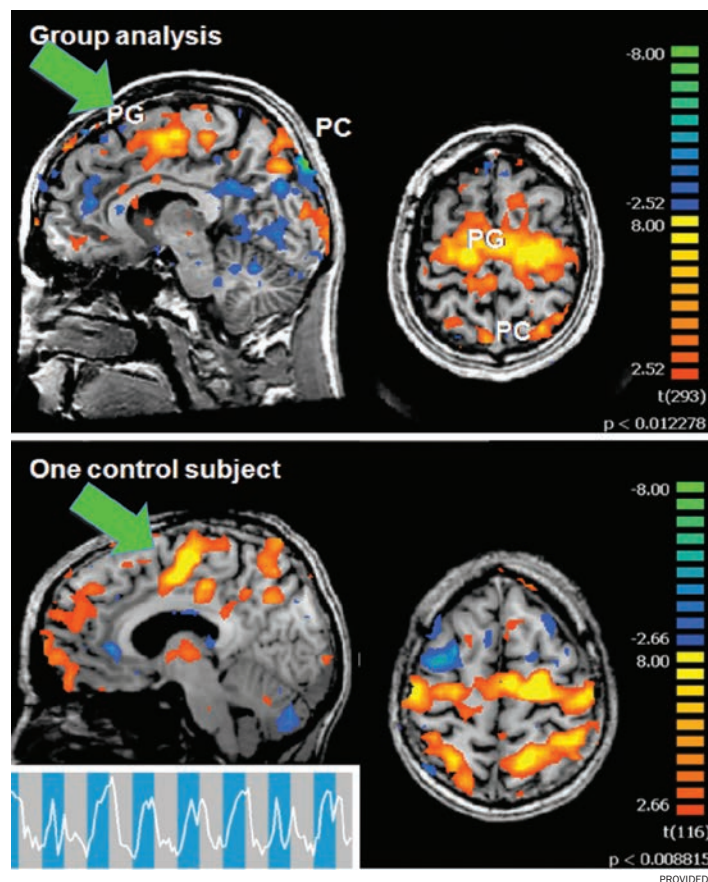 Group analysis
PG
PC
PG
PC
-8.00
-2.52
8.00
2.52
t(293)
p < 0.012278
One control subject
-8.00
-2.66
8.00
2.66
t(116)
p < 0.008815
PROVIDED